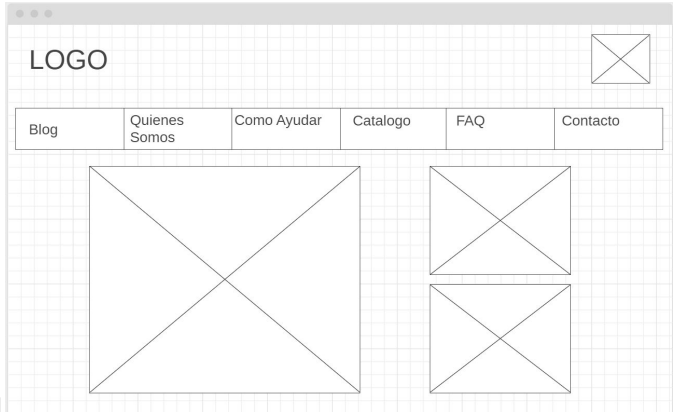 LOGO
Blog
Quienes
Somos
Como Ayudar
Catalogo
FAQ
Contacto